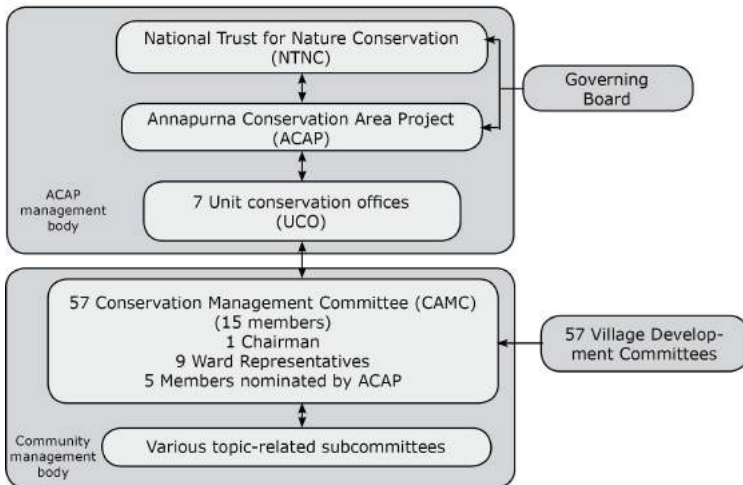 National Trust for Nature Conservation
(NTNC)
Governing
Board
Annapurna Conservation Area Project
(ACAP)
ACAP
management
body
7 Unit conservation offices
(UCO)
57 Conservation Management Committee (CAMC)
(15 members)
1 Chairman
9 Ward Representatives
5 Members nominated by ACAP
57 Village Develop-
ment Committees
Community
management
body
Various topic-related subcommittees